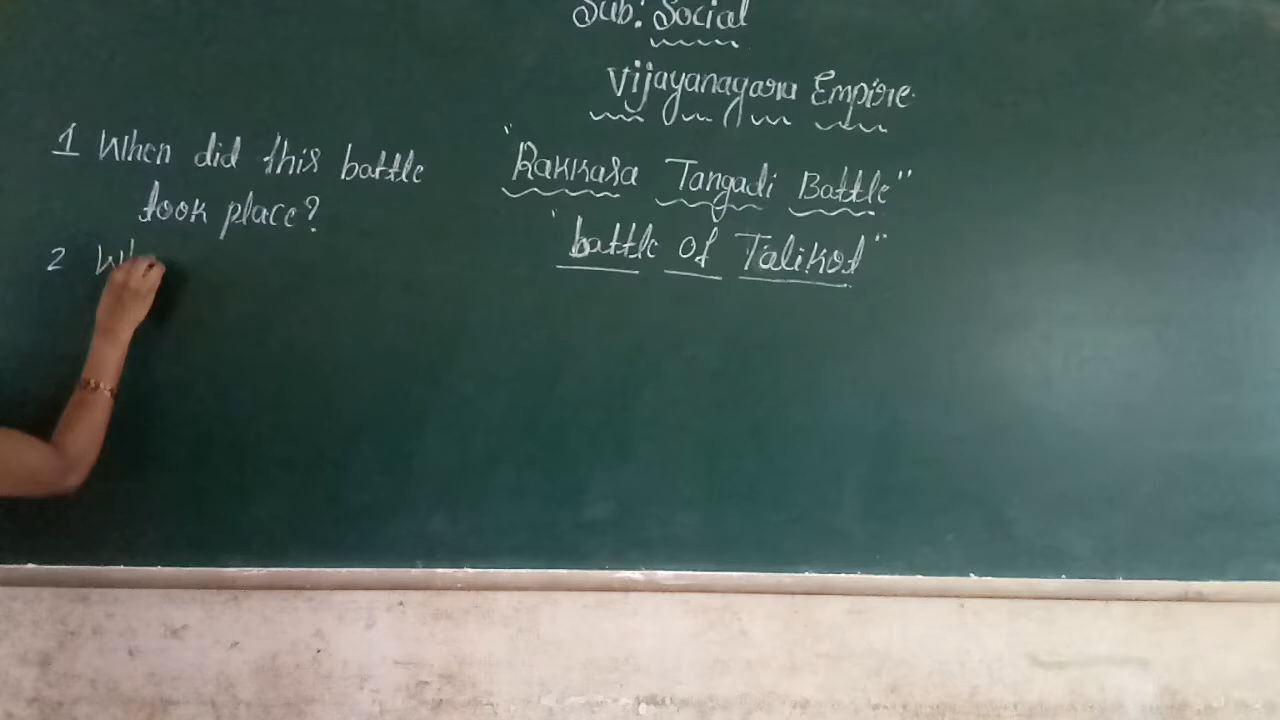 Sub: Social
Vijayanagara Empire
"Rakkasa Tangadi Battle"
"battle of Talikot"
1 When did this battle
took place?
2 Wh